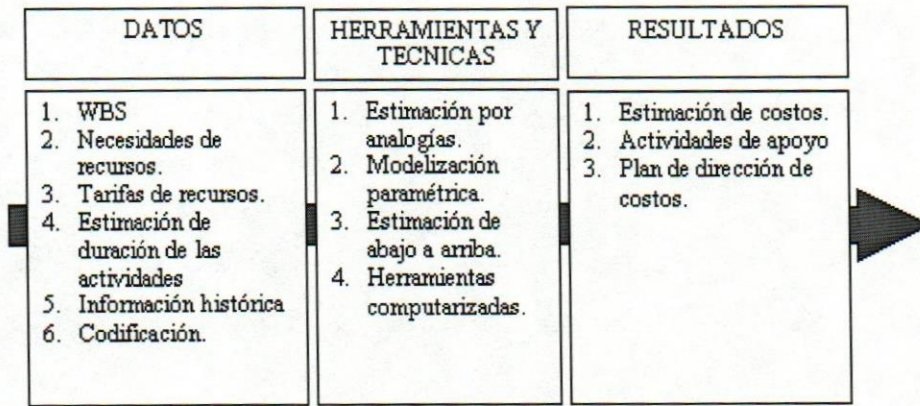 DATOS
1. WBS
2. Necesidades de
recursos.
3. Tarifas de recursos.
4. Estimación de
duración de las
actividades
5. Información histórica
6. Codificación.
HERRAMIENTAS Y
TECNICAS
1. Estimación por
analogías.
2. Modelización
paramétrica.
3. Estimación de
abajo a arriba.
4. Herramientas
computarizadas.
RESULTADOS
1. Estimación de costos.
2. Actividades de apoyo
3. Plan de dirección de
costos.